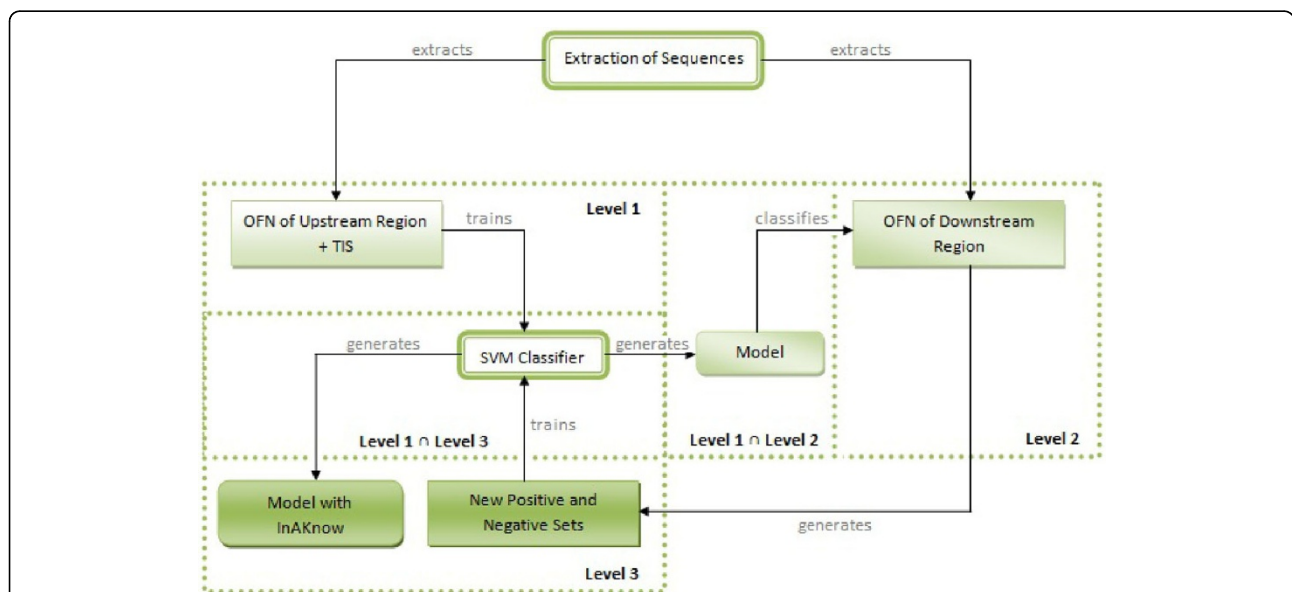 extracts
Extraction of Sequences
extracts
OFN of Upstream Region
+ TIS
trains
Level 1
classifies
OFN of Downstream
Region
generates
SVM Classifier
generates
Model
trains
Level 1 ∩ Level 3
Level 1 ∩ Level 2
Level 2
Model with
InAKnow
New Positive and
Negative Sets
generates
Level 3